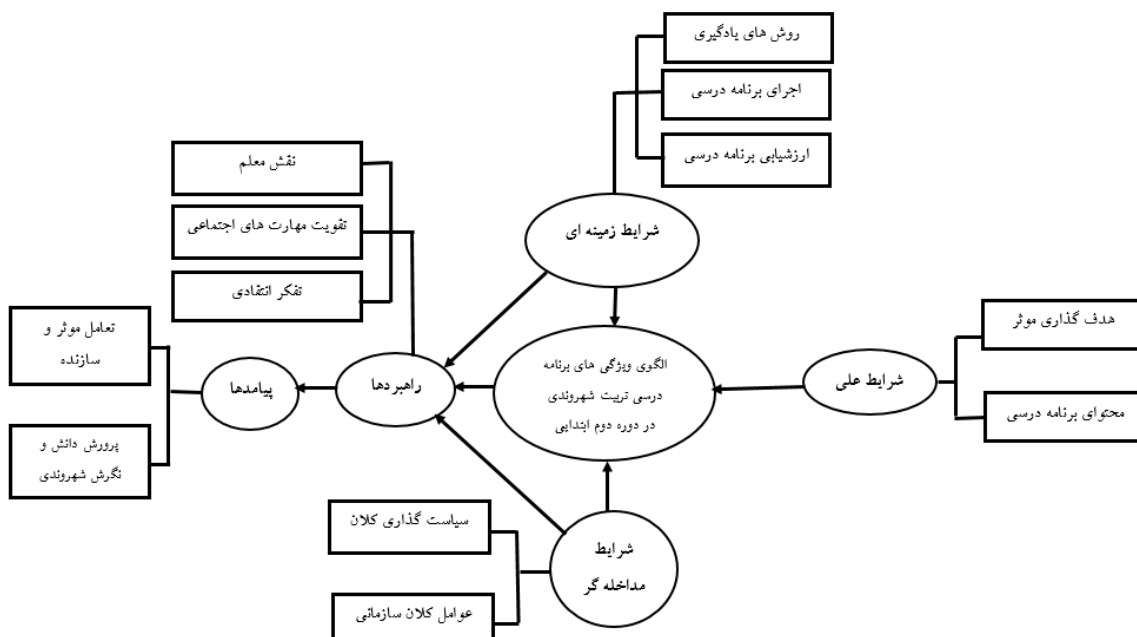 روش های یادگیری
اجرای برنامه درسی
ارزشیابی برنامه درسی
شرایط زمینه ای
نقش معلم
تقویت مهارت های اجتماعی
تفکر انتقادی
هدف گذاری موثر
محتوای برنامه درسی
شرایط علی
الگوی ویژگی های برنامه
درسی تربیت شهروندی
در دوره دوم ابتدایی
راهبردها
پیامدها
تعامل موثر و
سازنده
پرورش دانش و
نگرش شهروندی
شرایط
مداخله گر
سیاست گذاری کلان
عوامل کلان سازمانی